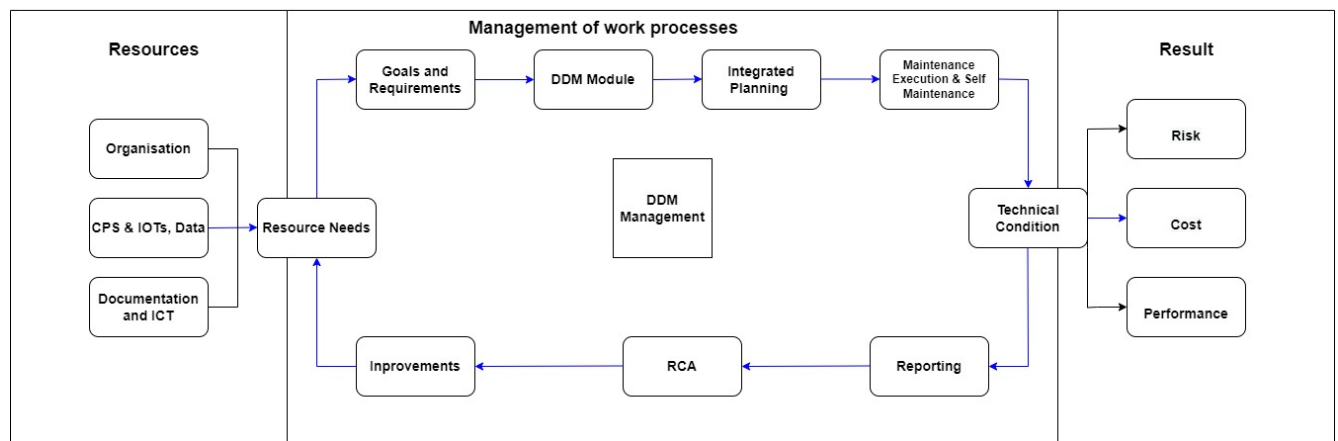 Resources
Management of work processes
Result
Goals and
Requirements
DDM Module
Integrated
Planning
Maintenance
Execution & Self
Maintenance
Organisation
CPS & IOTs, Data
Documentation
and ICT
Resource Needs
DDM
Management
Technical
Condition
Risk
Cost
Performance
Inprovements
RCA
Reporting